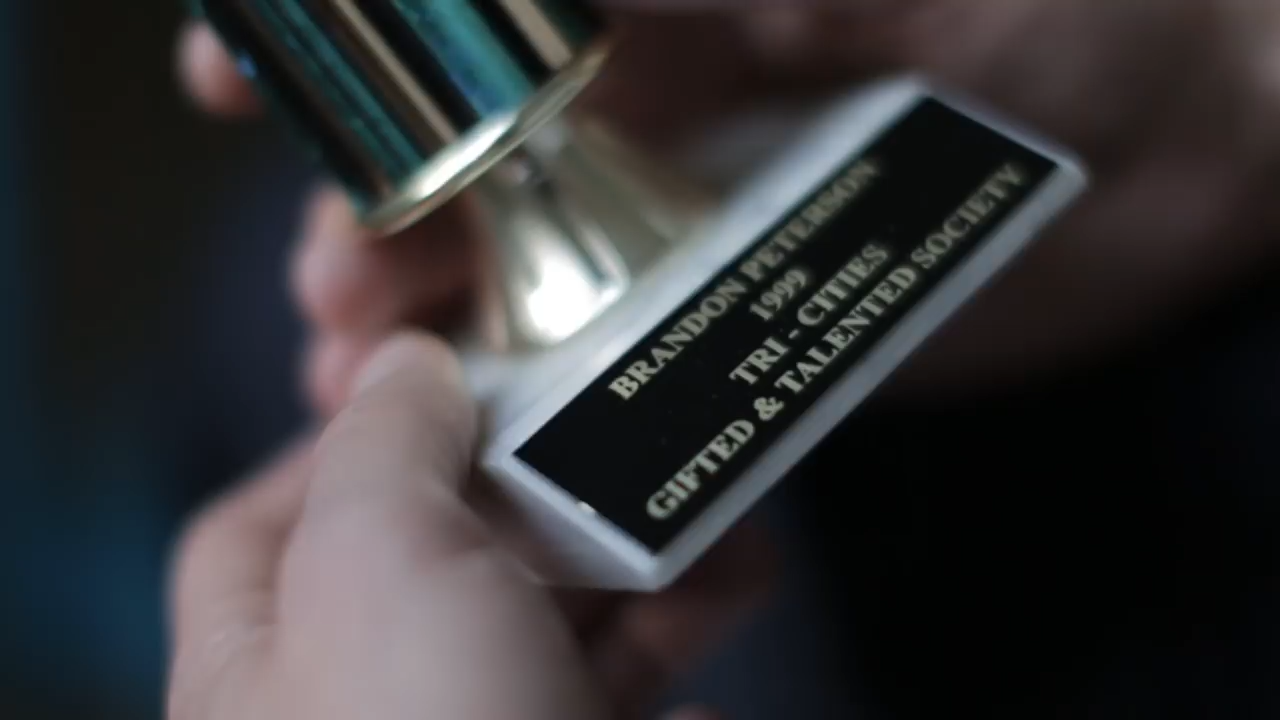 BRANDON PETERSON
1999
TRI - CITIES
GIFTED & TALENTED SOCIETY